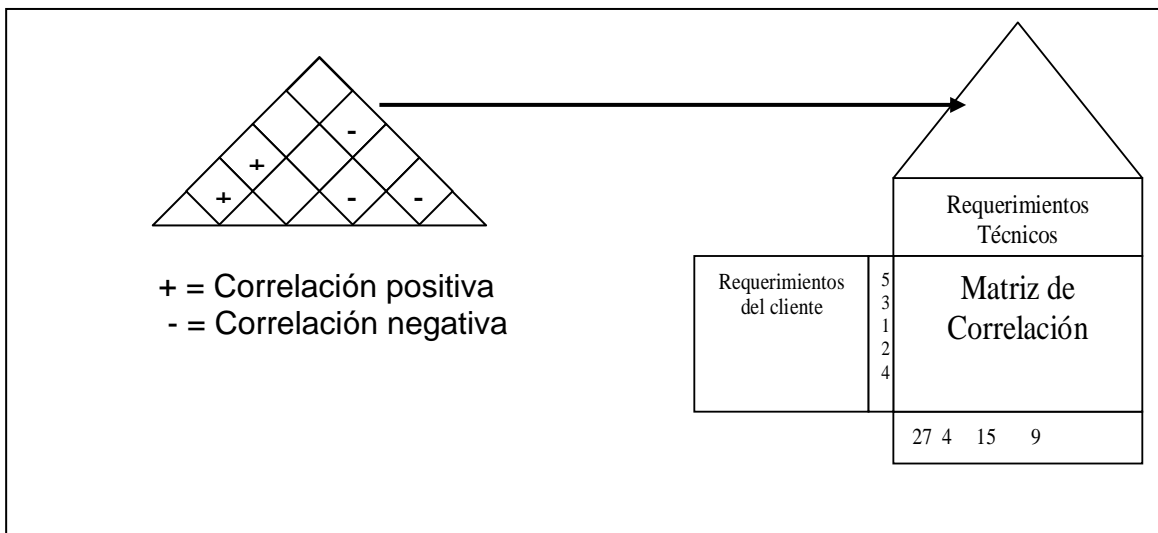 -
+
+ - -
+ = Correlación positiva
- = Correlación negativa
Requerimientos
Técnicos
Requerimientos
del cliente
5
3
1
2
4
Matriz de
Correlación
27 4 15 9